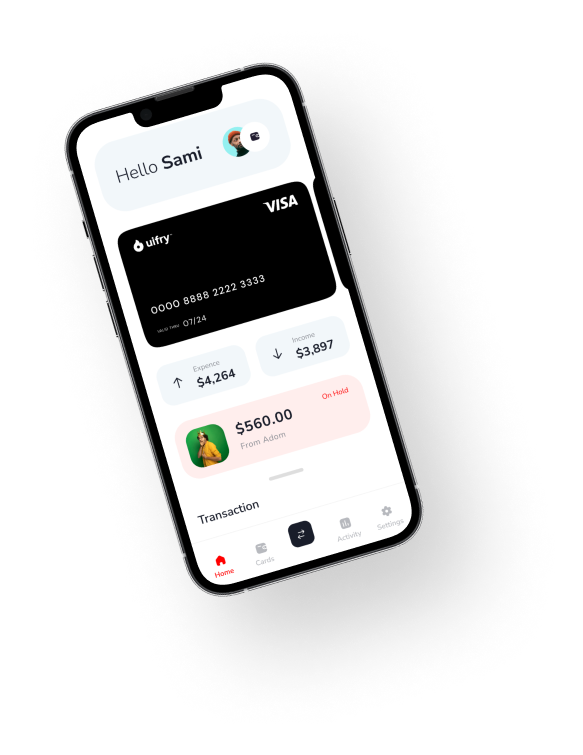 Hello Sami
VISA
ulfry
0000 8888 2222 3333
VALID THRU 07/24
Expence
$4,264
Income
$3,897
On Hold
$560.00
From Adom
Transaction
Home
Cards
Activity
Settings